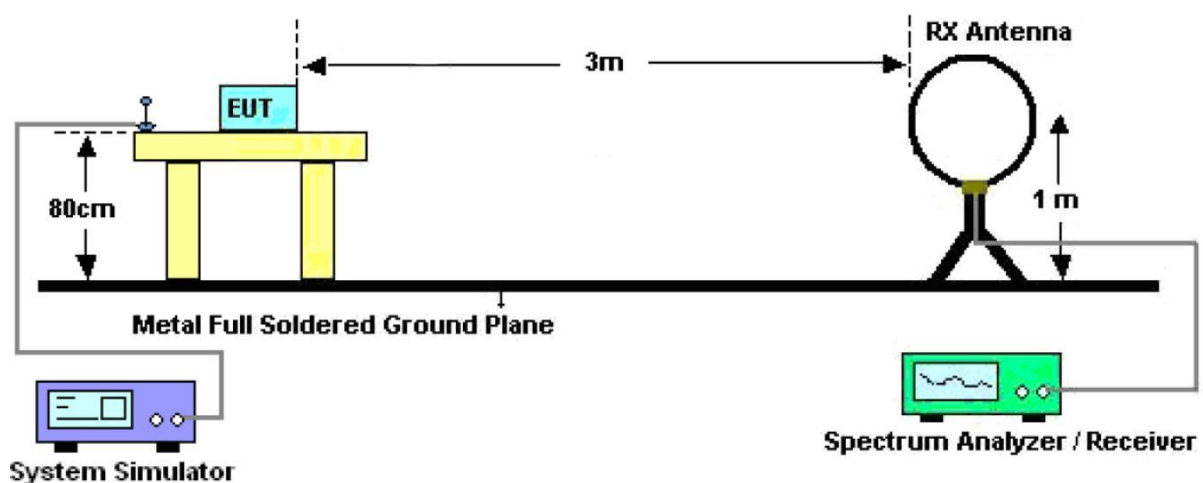 RX Antenna
3m
EUT
80cm
1 m
Metal Full Soldered Ground Plane
System Simulator
Spectrum Analyzer / Receiver